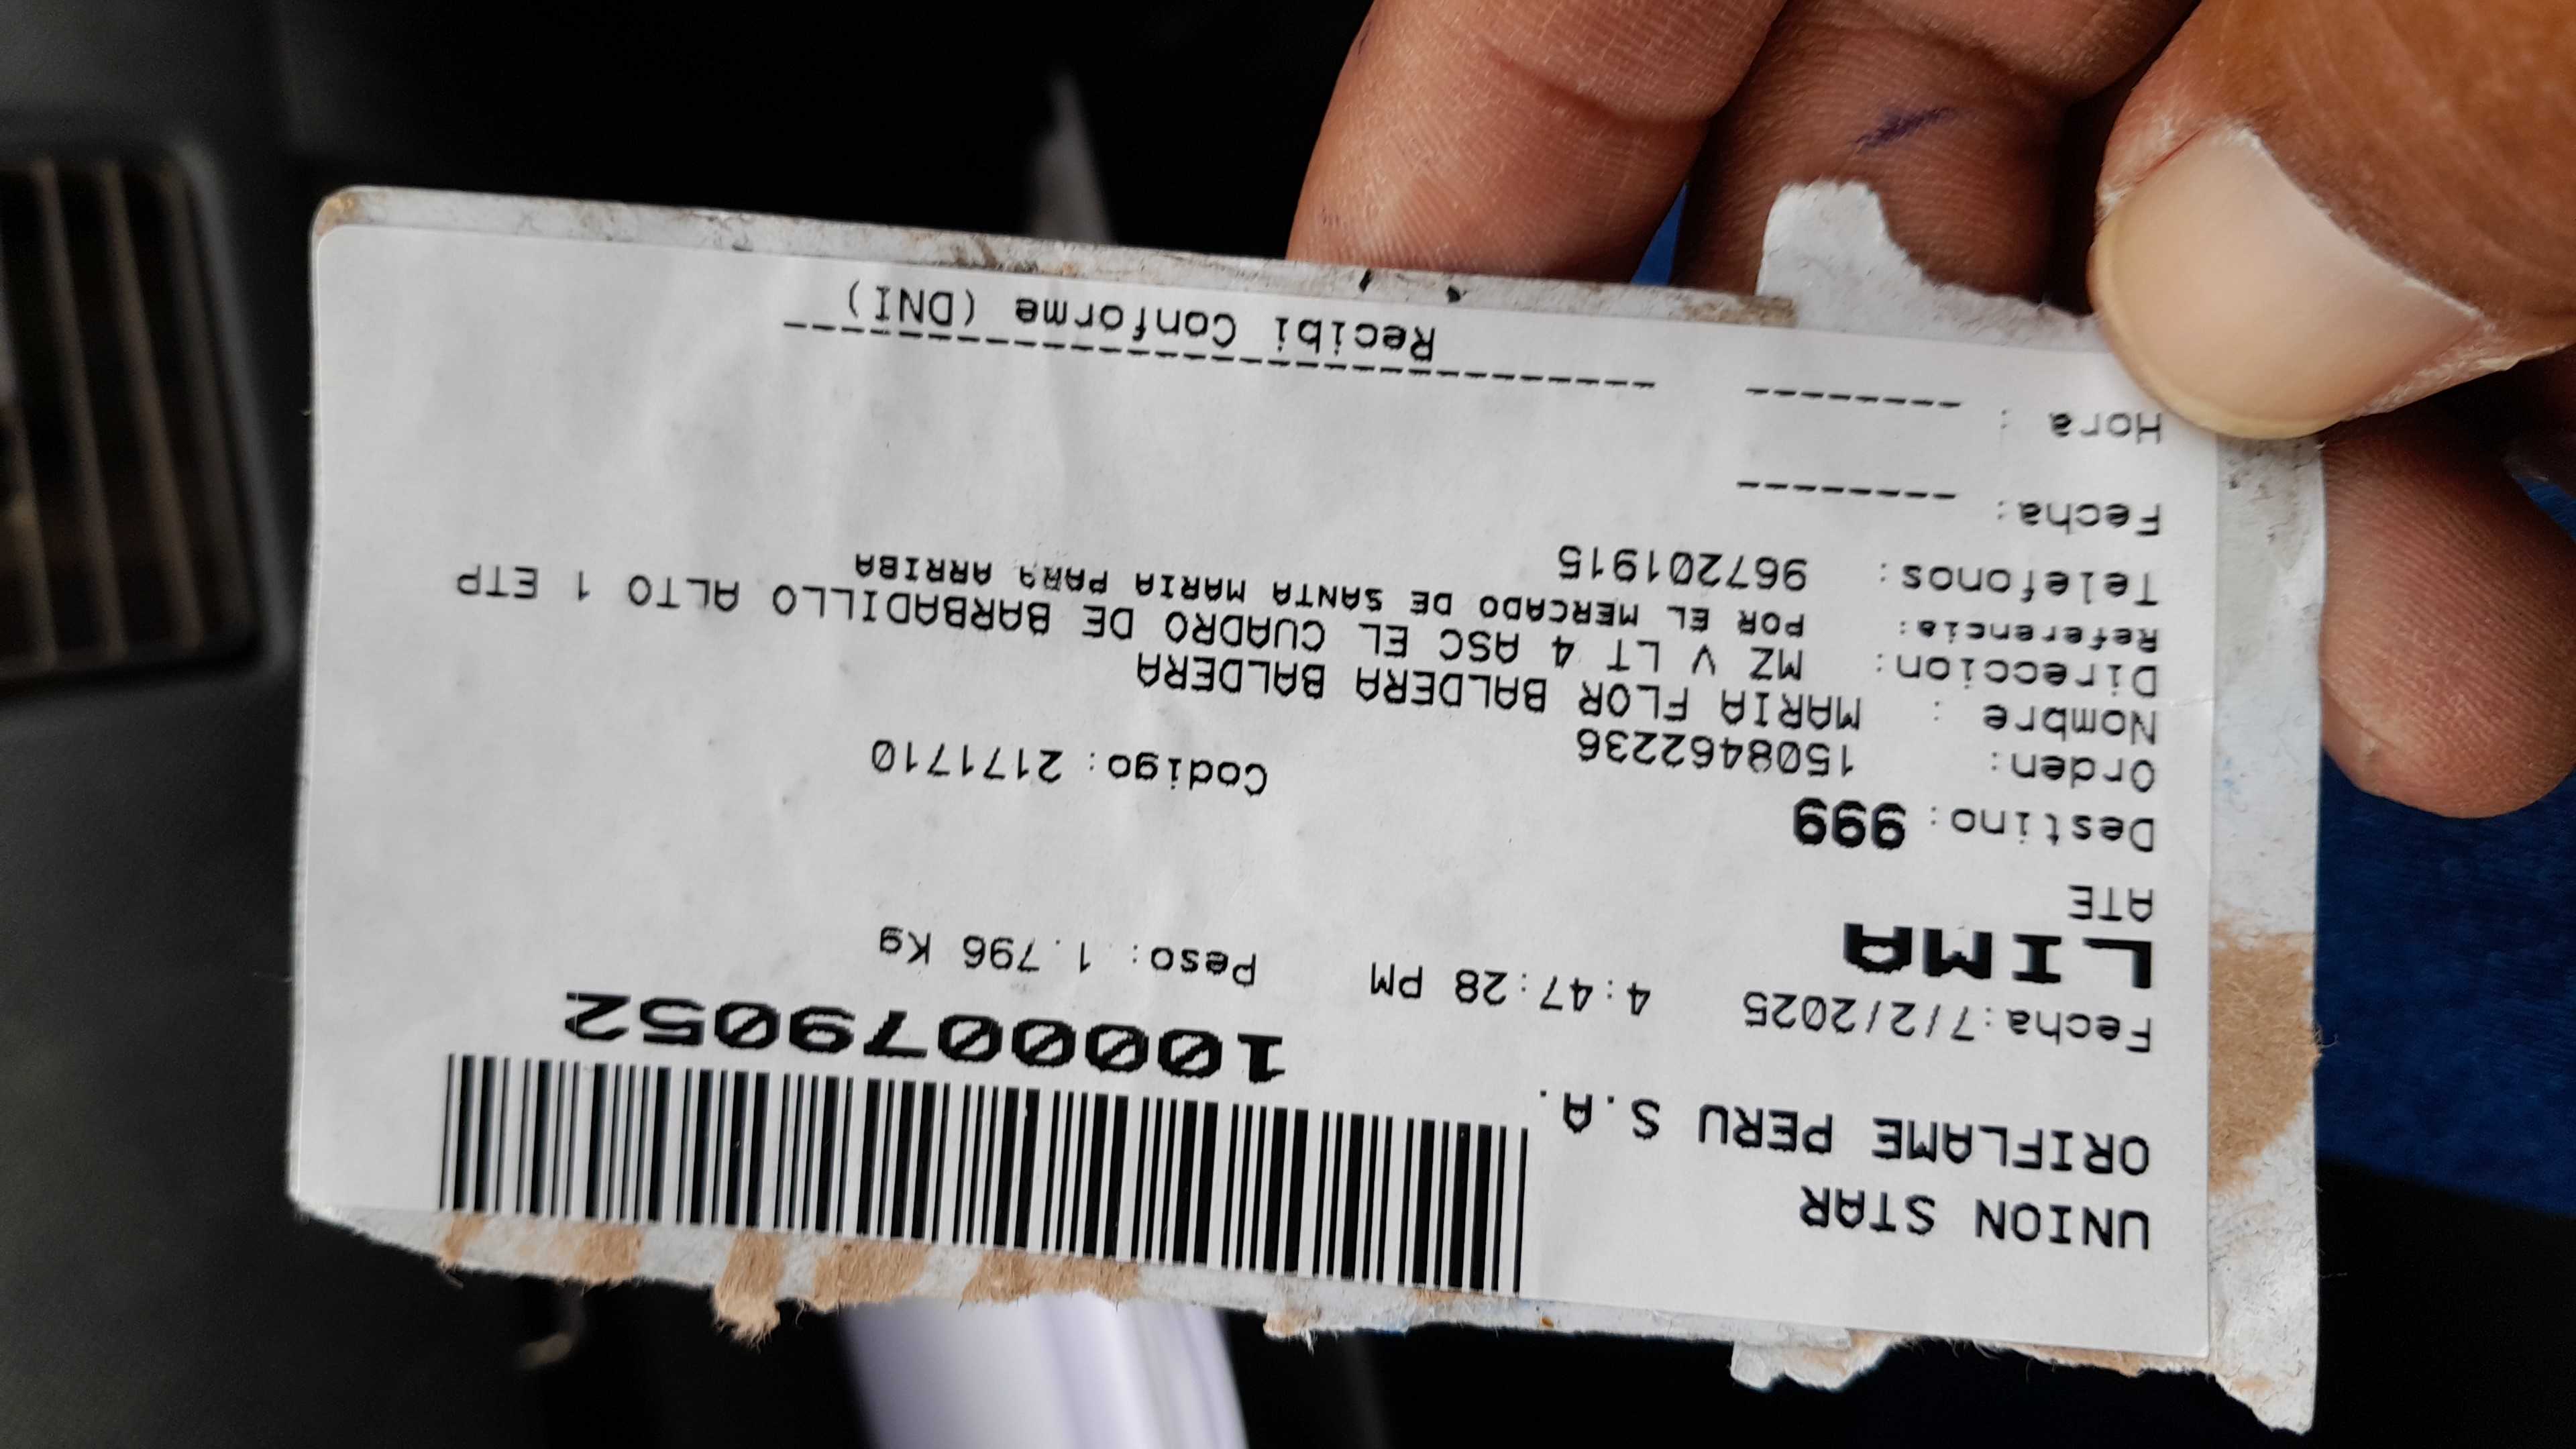 UNION STAR
ORIFLAME PERU S.A.
1000079052
Fecha:7/2/2025 4:47:28 PM Peso: 1.796 Kg
LIMA
ATE
Destino: 999
Orden: 1508462236 Codigo: 2171710
Nombre : MARIA FLOR BALDERA BALDERA
Direccion: MZ V LT 4 ASC EL CUADRO DE BARBADILLO ALTO 1 ETP
Referencia: POR EL MERCADO DE SANTA MARIA PARA ARRIBA
Telefonos: 967201915
Fecha: --------
Hora : --------
Recibi Conforme (DNI)